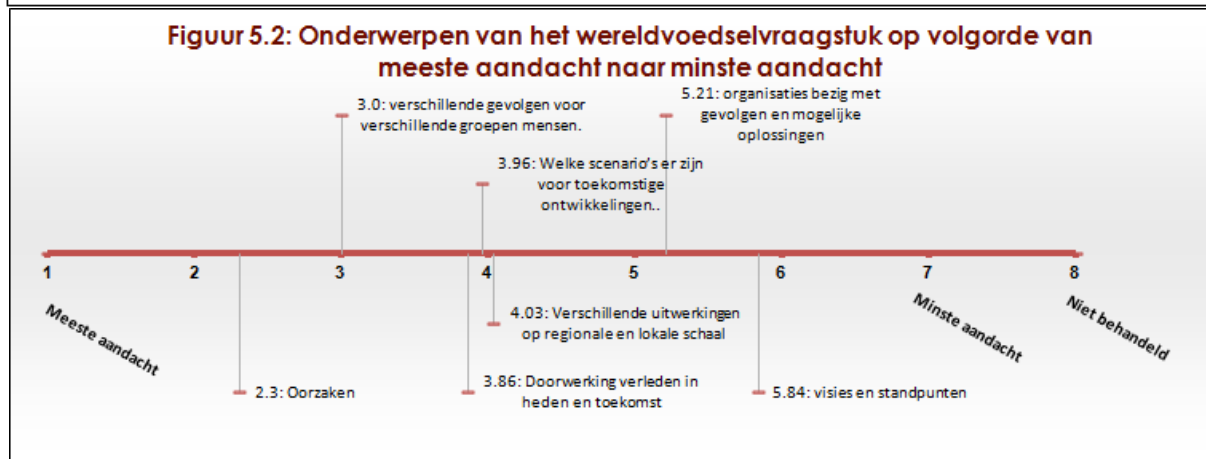 Figuur 5.2: Onderwerpen van het wereldvoedselvraagstuk op volgorde van
meeste aandacht naar minste aandacht
3.0: verschillende gevolgen voor
verschillende groepen mensen.
5.21: organisaties bezig met
gevolgen en mogelijke
oplossingen
3.96: Welke scenario's er zijn
voor toekomstige
ontwikkelingen..
1 2 3 4 5 6 7 8
Meeste aandacht
Minste aandacht
Niet behandeld
4.03: Verschillende uitwerkingen
op regionale en lokale schaal
2.3: Oorzaken
3.86: Doorwerking verleden in
heden en toekomst
5.84: visies en standpunten